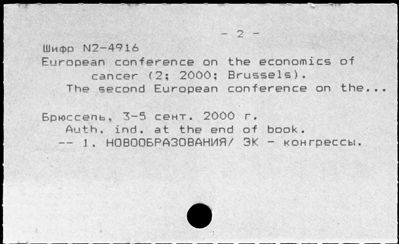 - 2 -
Шифр N2-4916
European conference on the economics of
cancer (2; 2000; Brussels).
The second European conference on the...
Брюссель, 3-5 сент. 2000 г.
Auth. ind. at the end of book.
-- 1. НОВООБРАЗОВАНИЯ/ ЭК - конгрессы.